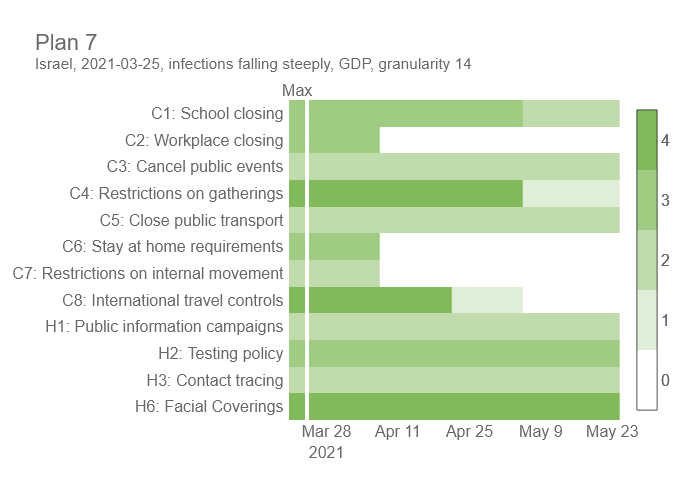 Plan 7
Israel, 2021-03-25, infections falling steeply, GDP, granularity 14
Max
C1: School closing
C2: Workplace closing
C3: Cancel public events
C4: Restrictions on gatherings
C5: Close public transport
C6: Stay at home requirements
C7: Restrictions on internal movement
C8: International travel controls
H1: Public information campaigns
H2: Testing policy
H3: Contact tracing
H6: Facial Coverings
Mar 28 Apr 11 Apr 25 May 9 May 23
2021
4
3
2
1
0